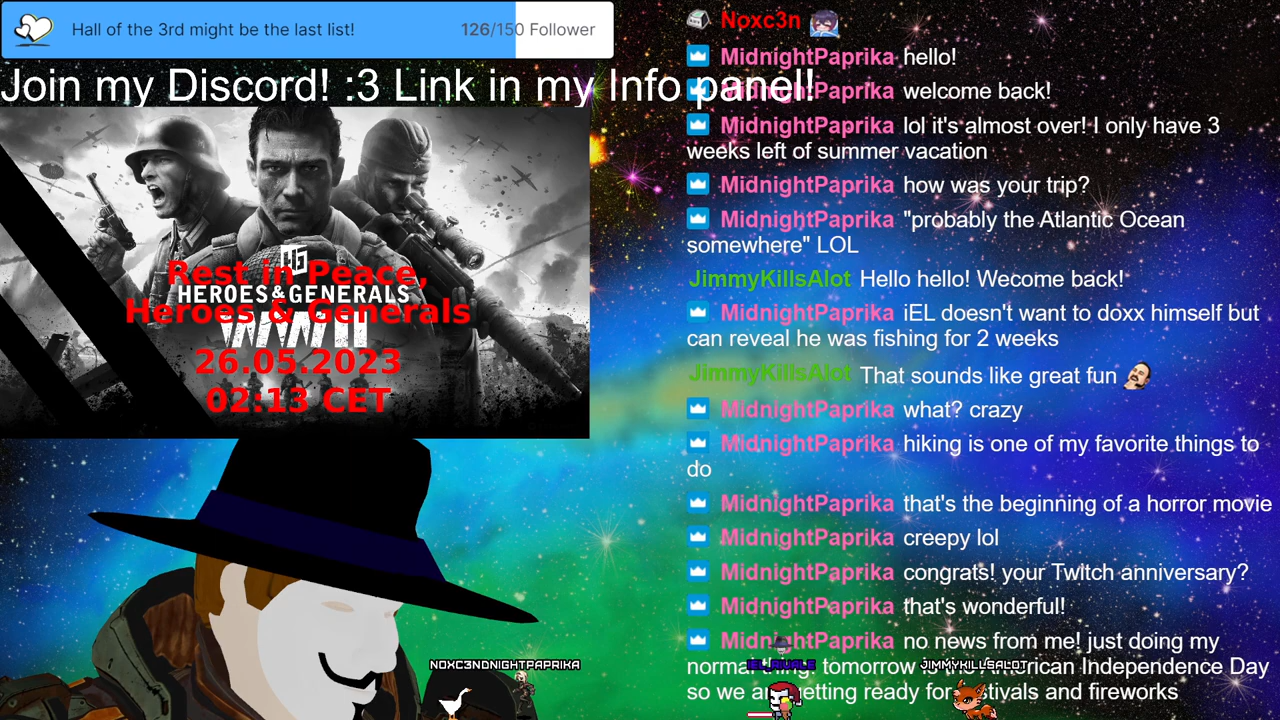 Hall of the 3rd might be the last list!
126/150 Follower
Join my Discord! :3 Link in my Info panel!
HEROES & GENERALS
WWII
Rest in Peace,
Heroes & Generals
26.05.2023
02:13 CET
Noxc3n
MidnightPaprika hello!
MidnightPaprika welcome back!
MidnightPaprika lol it's almost over! I only have 3
weeks left of summer vacation
MidnightPaprika how was your trip?
MidnightPaprika "probably the Atlantic Ocean
somewhere" LOL
JimmyKillsAlot Hello hello! Wecome back!
MidnightPaprika iEL doesn't want to doxx himself but
can reveal he was fishing for 2 weeks
JimmyKillsAlot That sounds like great fun
MidnightPaprika what? crazy
MidnightPaprika hiking is one of my favorite things to
do
MidnightPaprika that's the beginning of a horror movie
MidnightPaprika creepy lol
MidnightPaprika congrats! your Twitch anniversary?
MidnightPaprika that's wonderful!
MidnightPaprika no news from me! just doing my
tomorrow is the American Independence Day
so we are getting ready for festivals and fireworks
NOXC3NDNIGHTPAPRIKA
JIMMYKILLSALOT